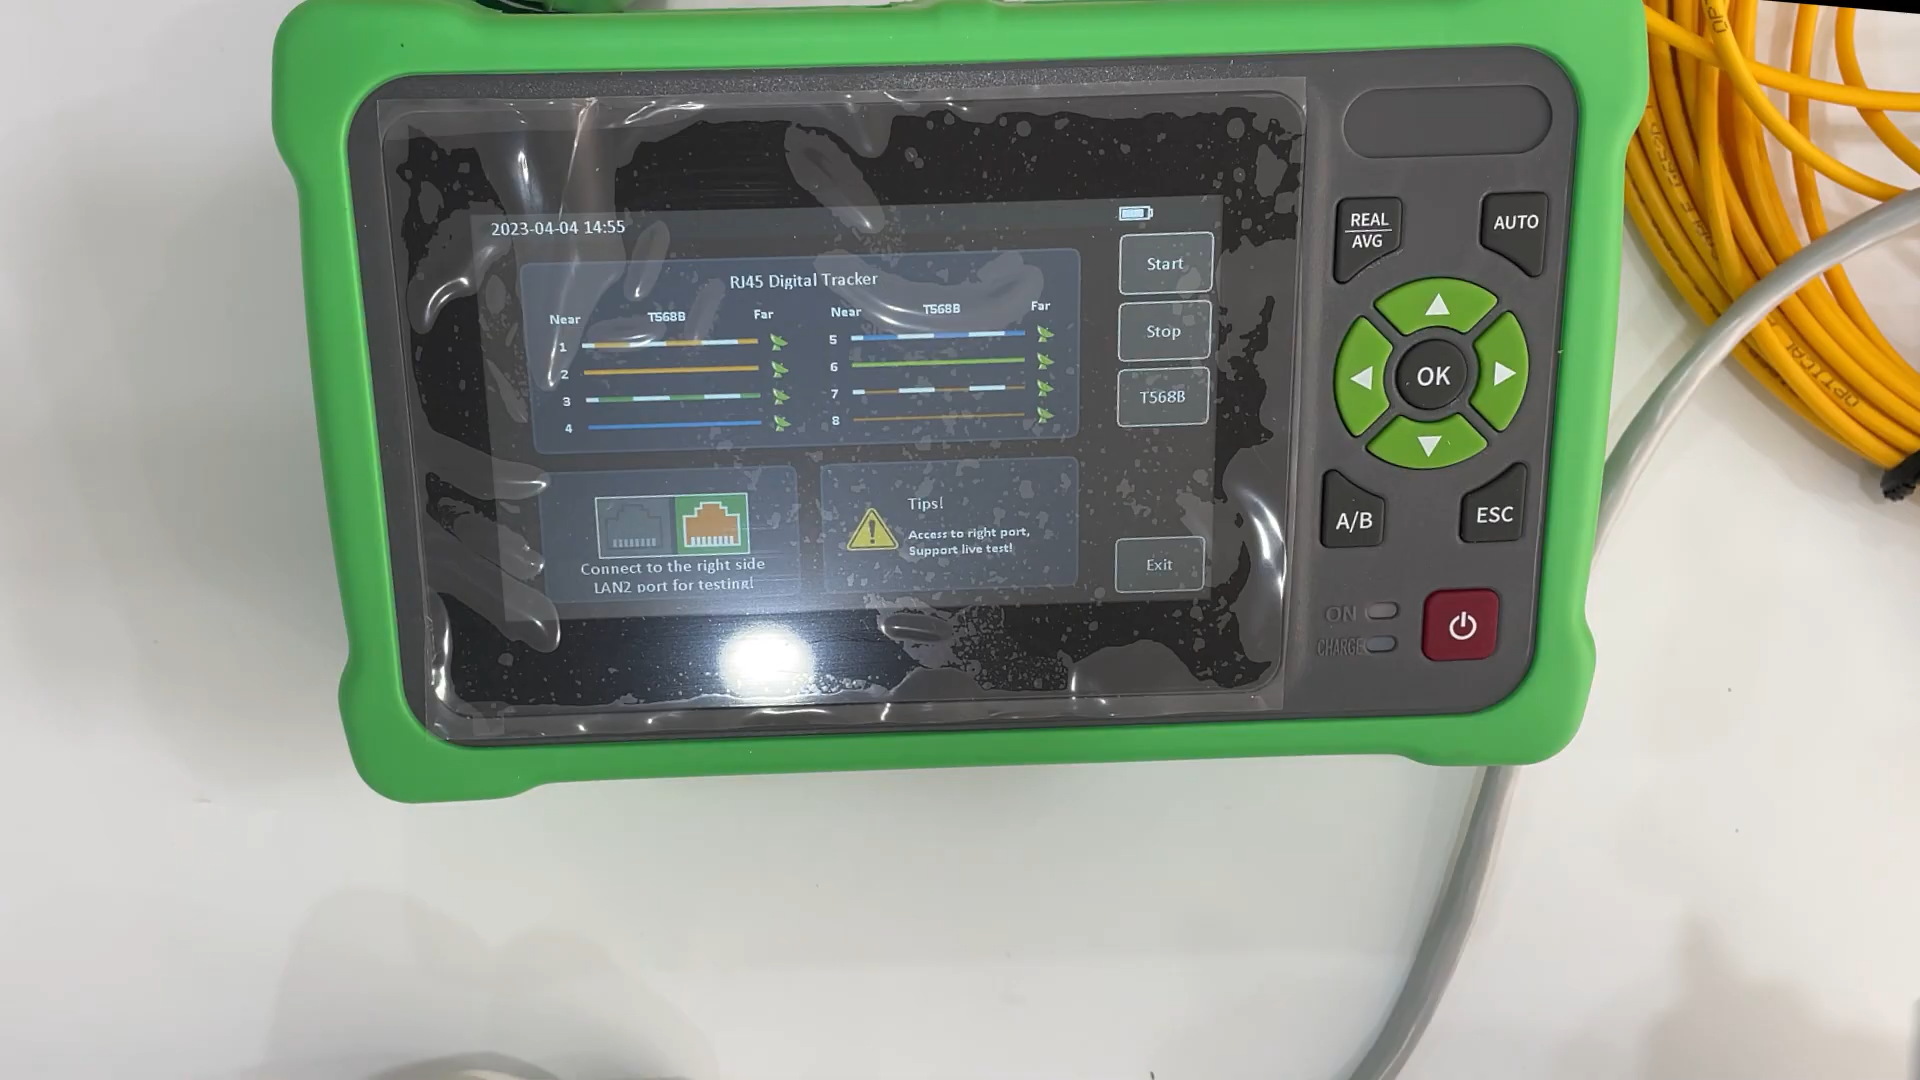 2023-04-04 14:55
RJ45 Digital Tracker
Near T568B Far Near T568B Far
1 5
2 6
3 7
4 8
Connect to the right side
LAN2 port for testing!
Tips!
Access to right port,
Support live test!
Start
Stop
T568B
Exit
REAL
AVG
AUTO
OK
A/B
ESC
ON
CHARGE
OPTICAL